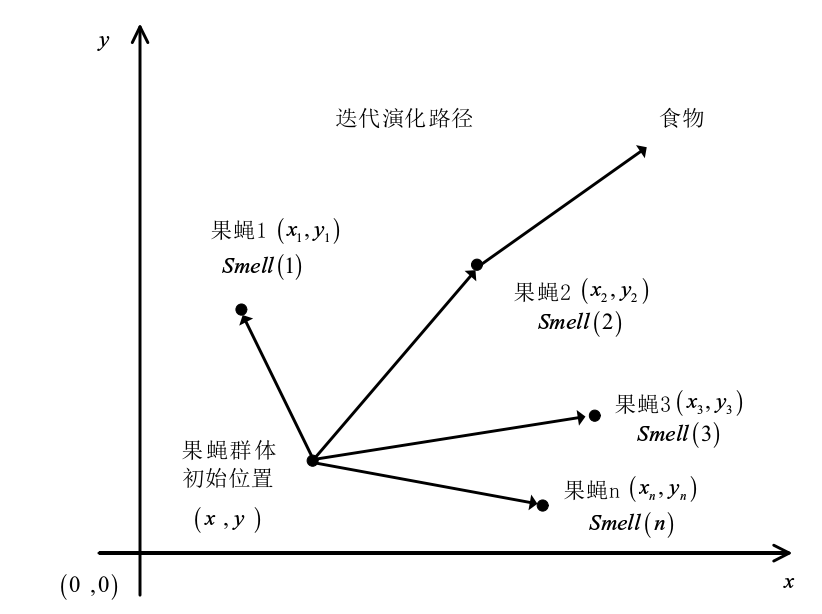 y
迭代演化路径
食物
果蝇1 (x₁,y₁)
Smell(1)
果蝇2 (x₂,y₂)
Smell(2)
果蝇3(x₃,y₃)
Smell(3)
果蝇群体
初始位置
(x ,y )
果蝇n (xₙ,yₙ)
Smell(n)
(0 ,0)
x